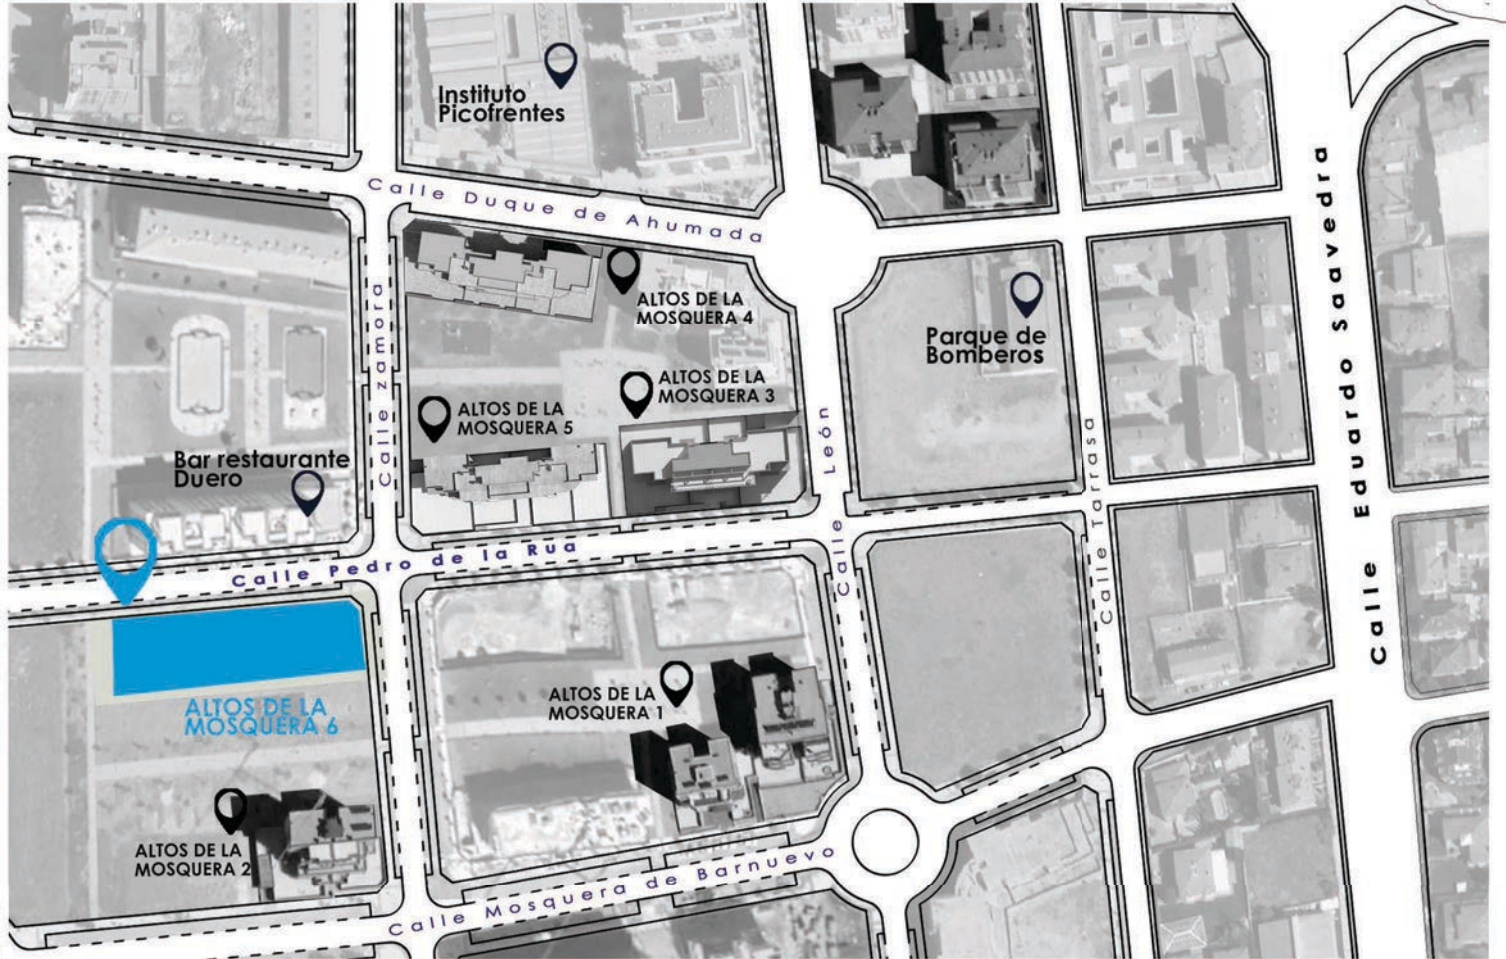 Instituto
Picofrentes
Calle Duque de Ahumada
ALTOS DE LA
MOSQUERA 4
Parque de
Bomberos
Calle Eduardo Saavedra
Calle zamora
ALTOS DE LA
MOSQUERA 3
ALTOS DE LA
MOSQUERA 5
Calle León
Calle Tarrasa
Bar restaurante
Duero
Calle Pedro de la Rua
ALTOS DE LA
MOSQUERA 6
ALTOS DE LA
MOSQUERA 1
ALTOS DE LA
MOSQUERA 2
Calle Mosquera de Barnuevo